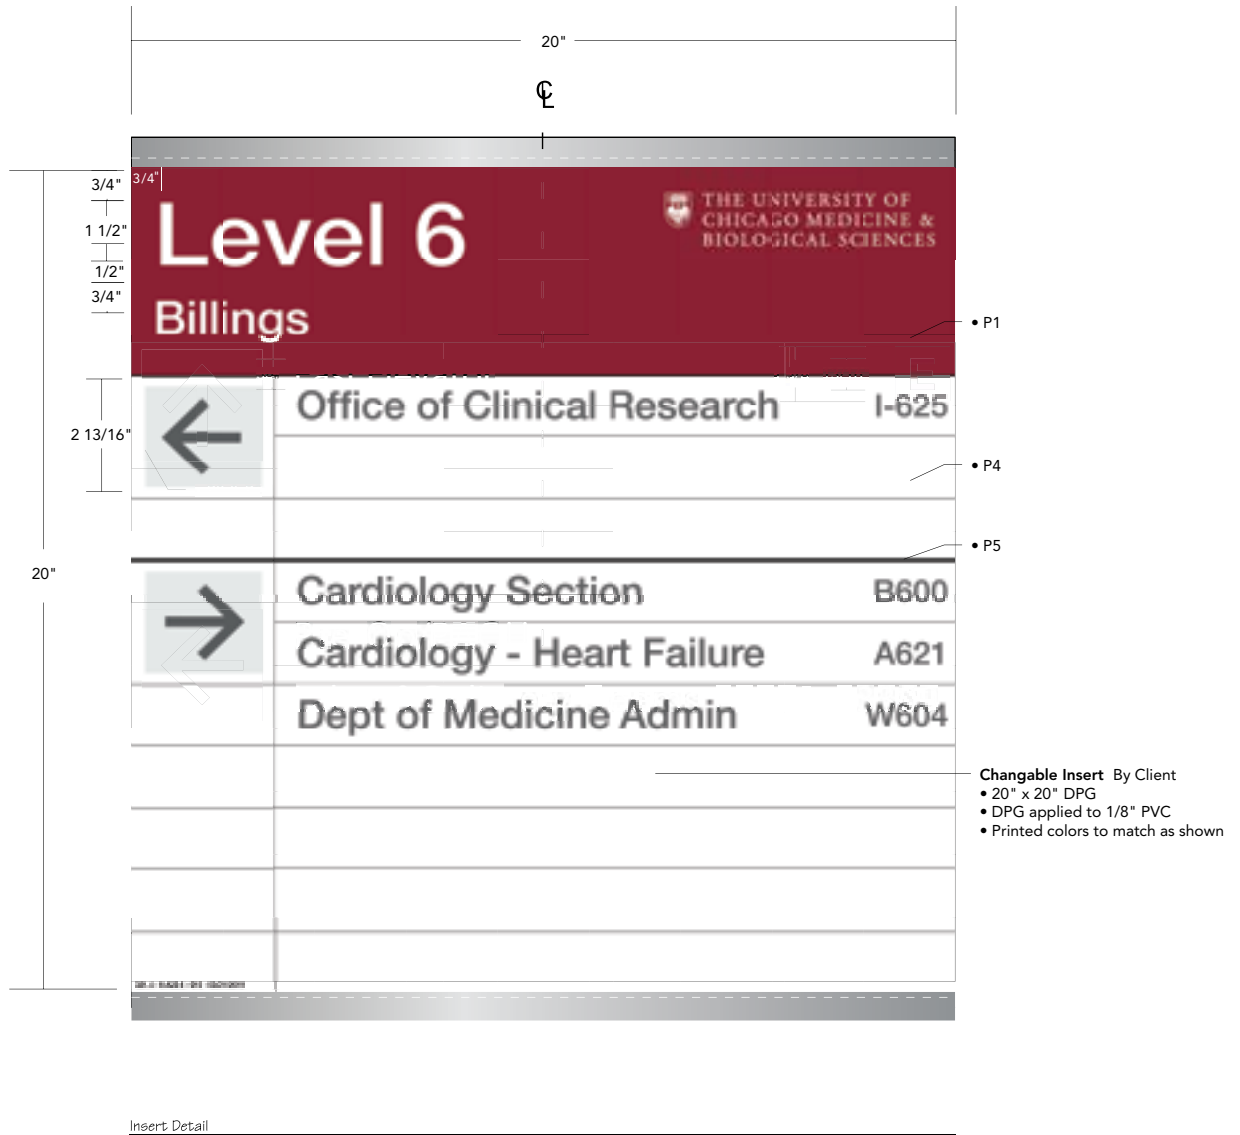 20"
℄
3/4"
3/4"
1 1/2"
1/2"
3/4"
Level 6
Billings
THE UNIVERSITY OF
CHICAGO MEDICINE &
BIOLOGICAL SCIENCES
• P1
2 13/16"
Office of Clinical Research I-625
• P4
• P5
20"
Cardiology Section B600
Cardiology - Heart Failure A621
Dept of Medicine Admin W604
Changable Insert By Client
• 20" x 20" DPG
• DPG applied to 1/8" PVC
• Printed colors to match as shown
Insert Detail